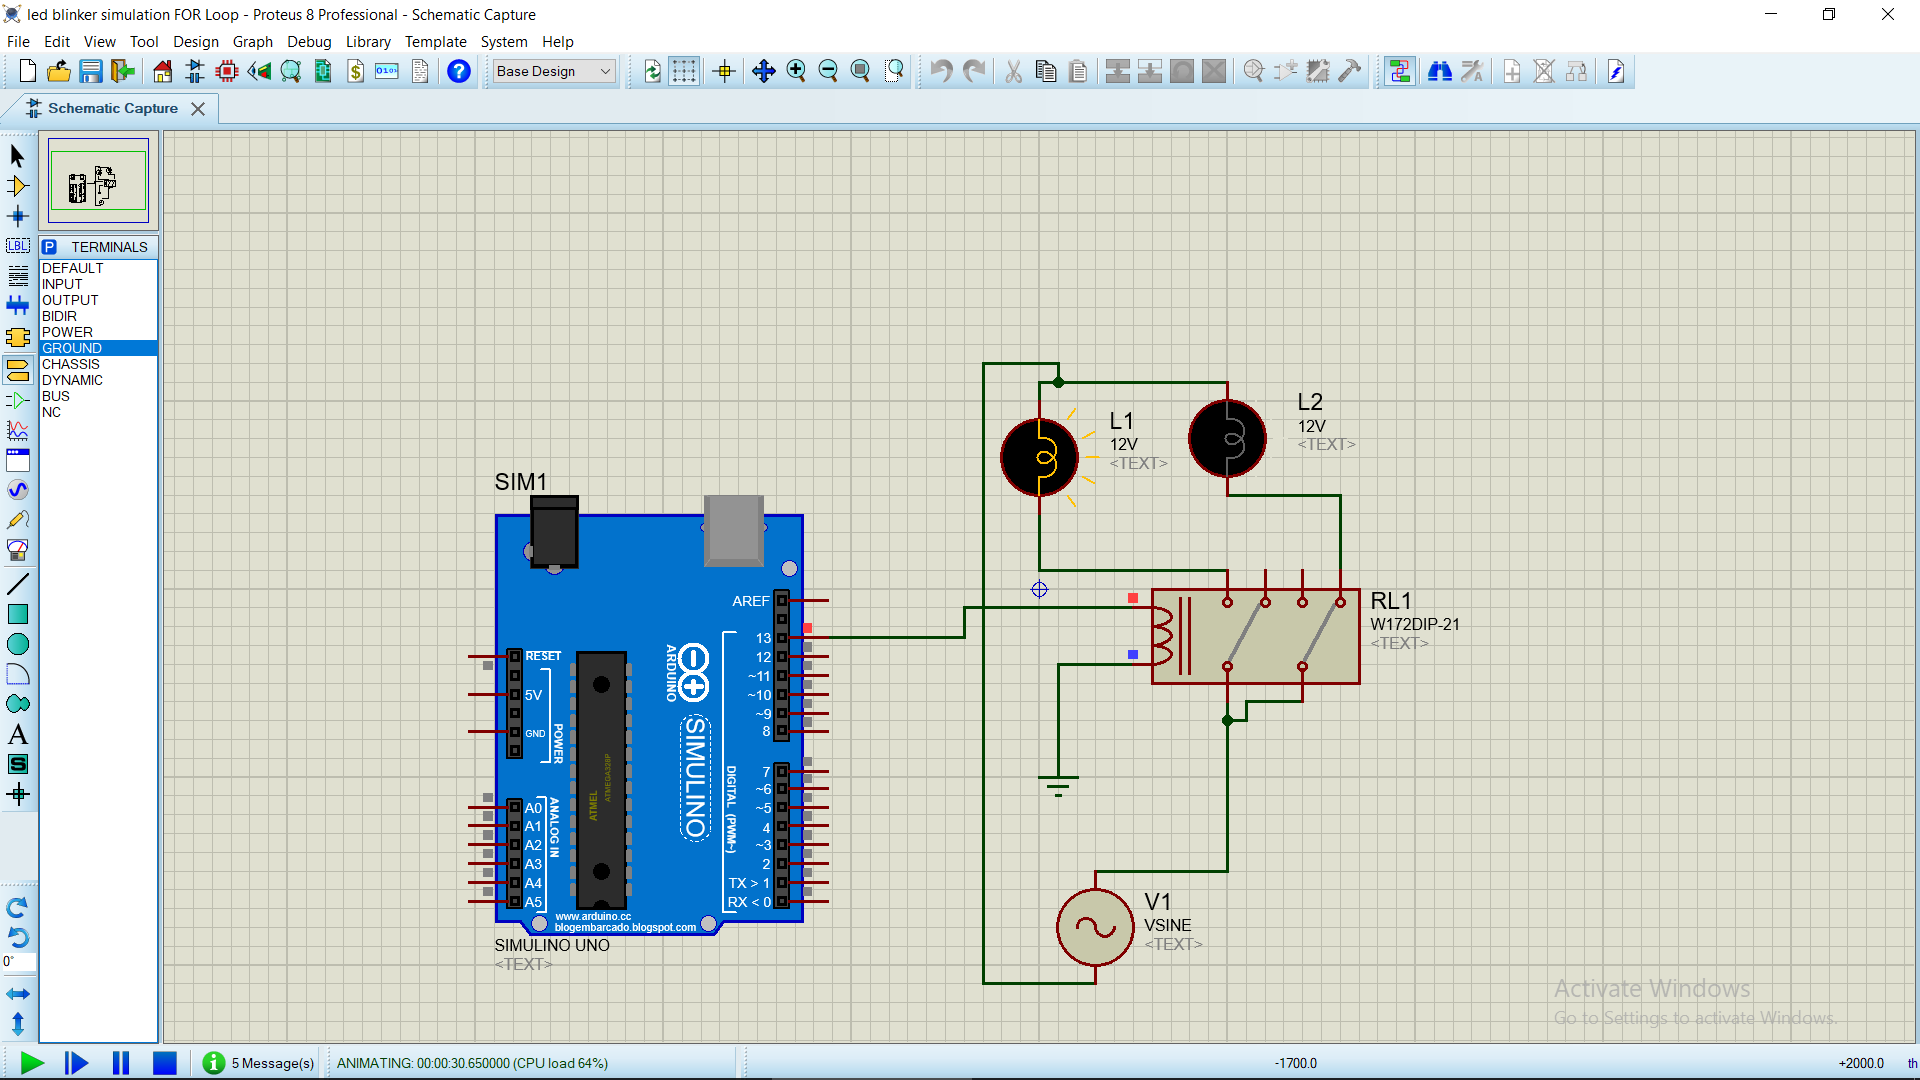 led blinker simulation FOR Loop - Proteus 8 Professional - Schematic Capture
File Edit View Tool Design Graph Debug Library Template System Help
Base Design
Schematic Capture
LBL
P TERMINALS
DEFAULT
INPUT
OUTPUT
BIDIR
POWER
GROUND
CHASSIS
DYNAMIC
BUS
NC
A
S
0°
L1
12V
<TEXT>
L2
12V
<TEXT>
SIM1
AREF
13
12
~11
~10
~9
8
7
~6
~5
4
~3
2
TX > 1
RX < 0
RESET
5V
GND
POWER
A0
A1
A2
A3
A4
A5
ANALOG IN
ATMEL
ATMEGA328P
ARDUINO
SIMULINO
DIGITAL (PWM~)
www.arduino.cc
blogembarcado.blogspot.com
SIMULINO UNO
<TEXT>
RL1
W172DIP-21
<TEXT>
V1
VSINE
<TEXT>
Activate Windows
Go to Settings to activate Windows.
5 Message(s) ANIMATING: 00:00:30.650000 (CPU load 64%) -1700.0 +2000.0 th